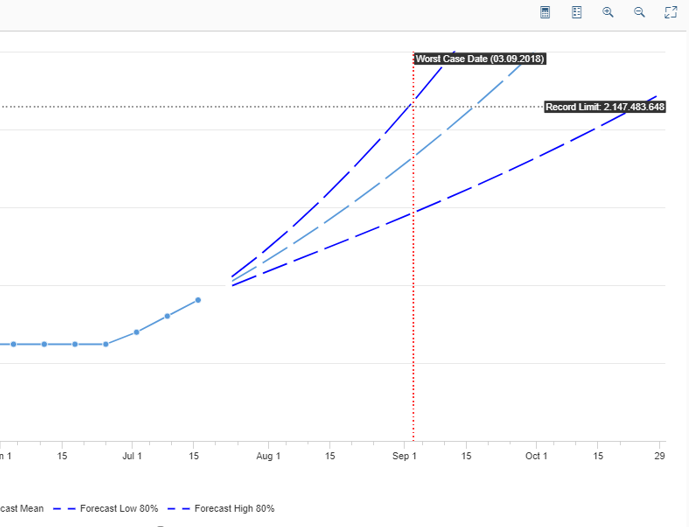 Worst Case Date (03.09.2018)
Record Limit: 2.147.483.648
n 1 15 Jul 1 15 Aug 1 15 Sep 1 15 Oct 1 15 29
cast Mean Forecast Low 80% Forecast High 80%